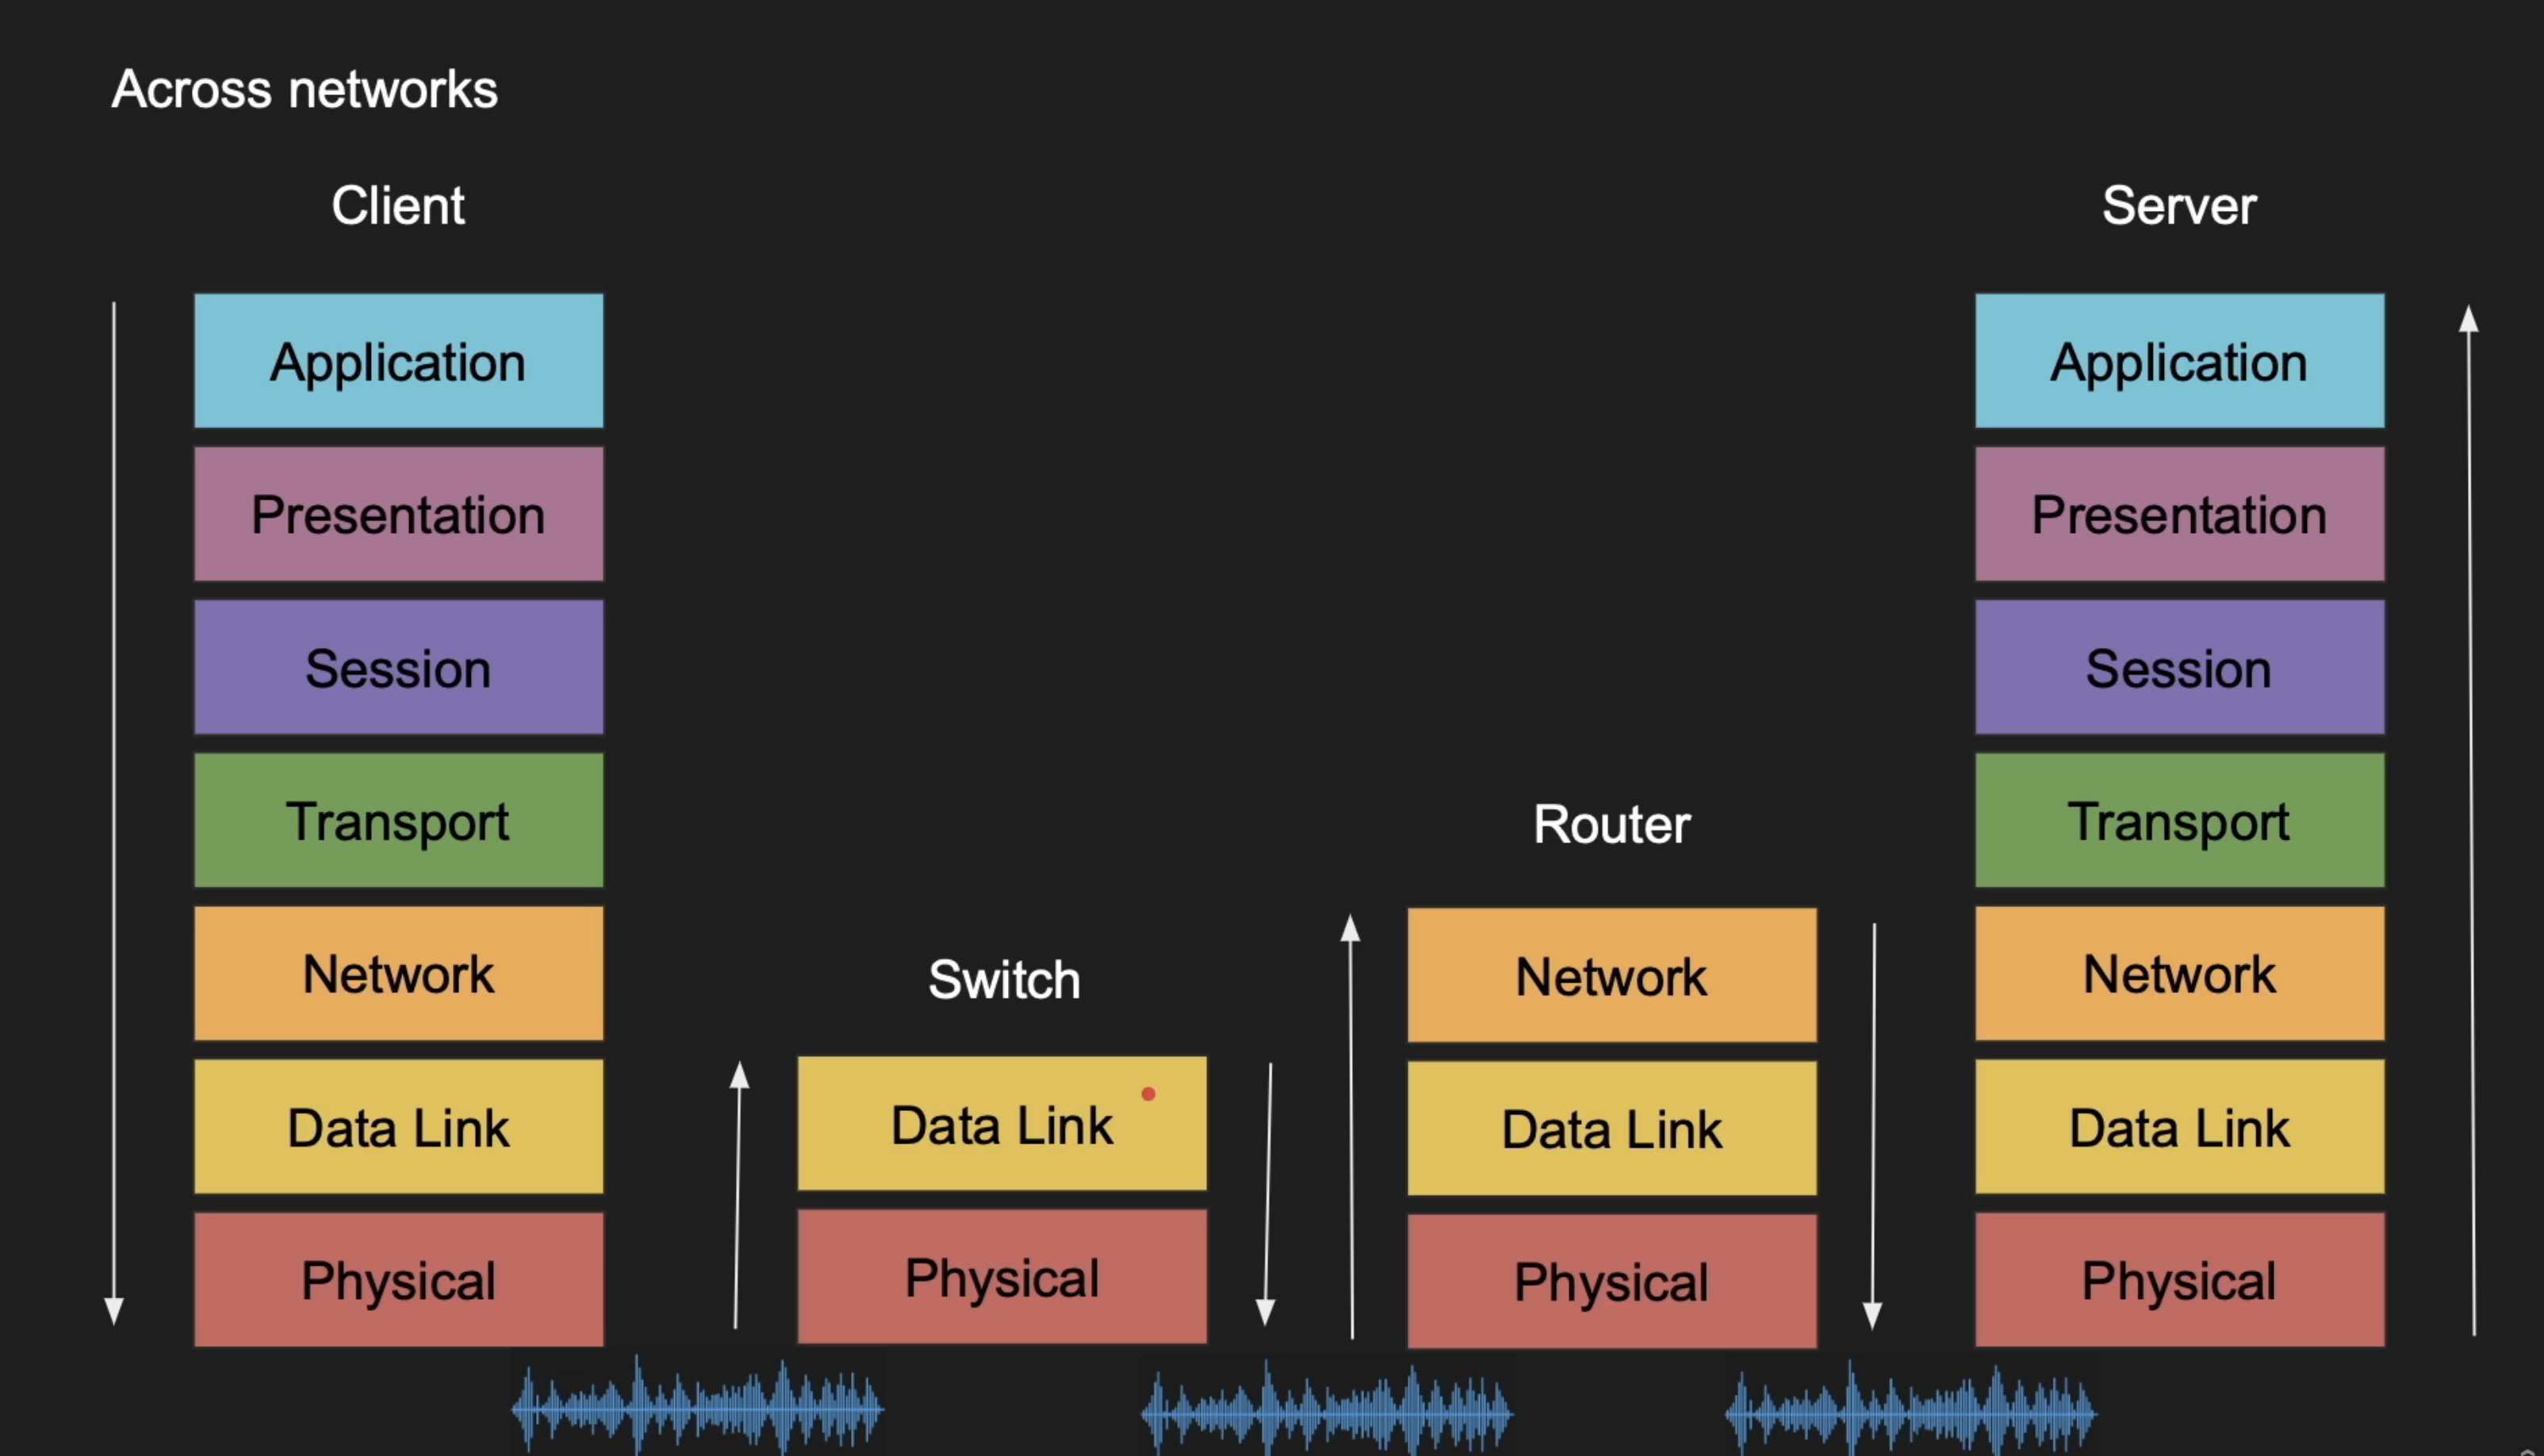 Across networks
Client
Application
Presentation
Session
Transport
Network
Data Link
Physical
Switch
Data Link
Physical
Router
Network
Data Link
Physical
Server
Application
Presentation
Session
Transport
Network
Data Link
Physical